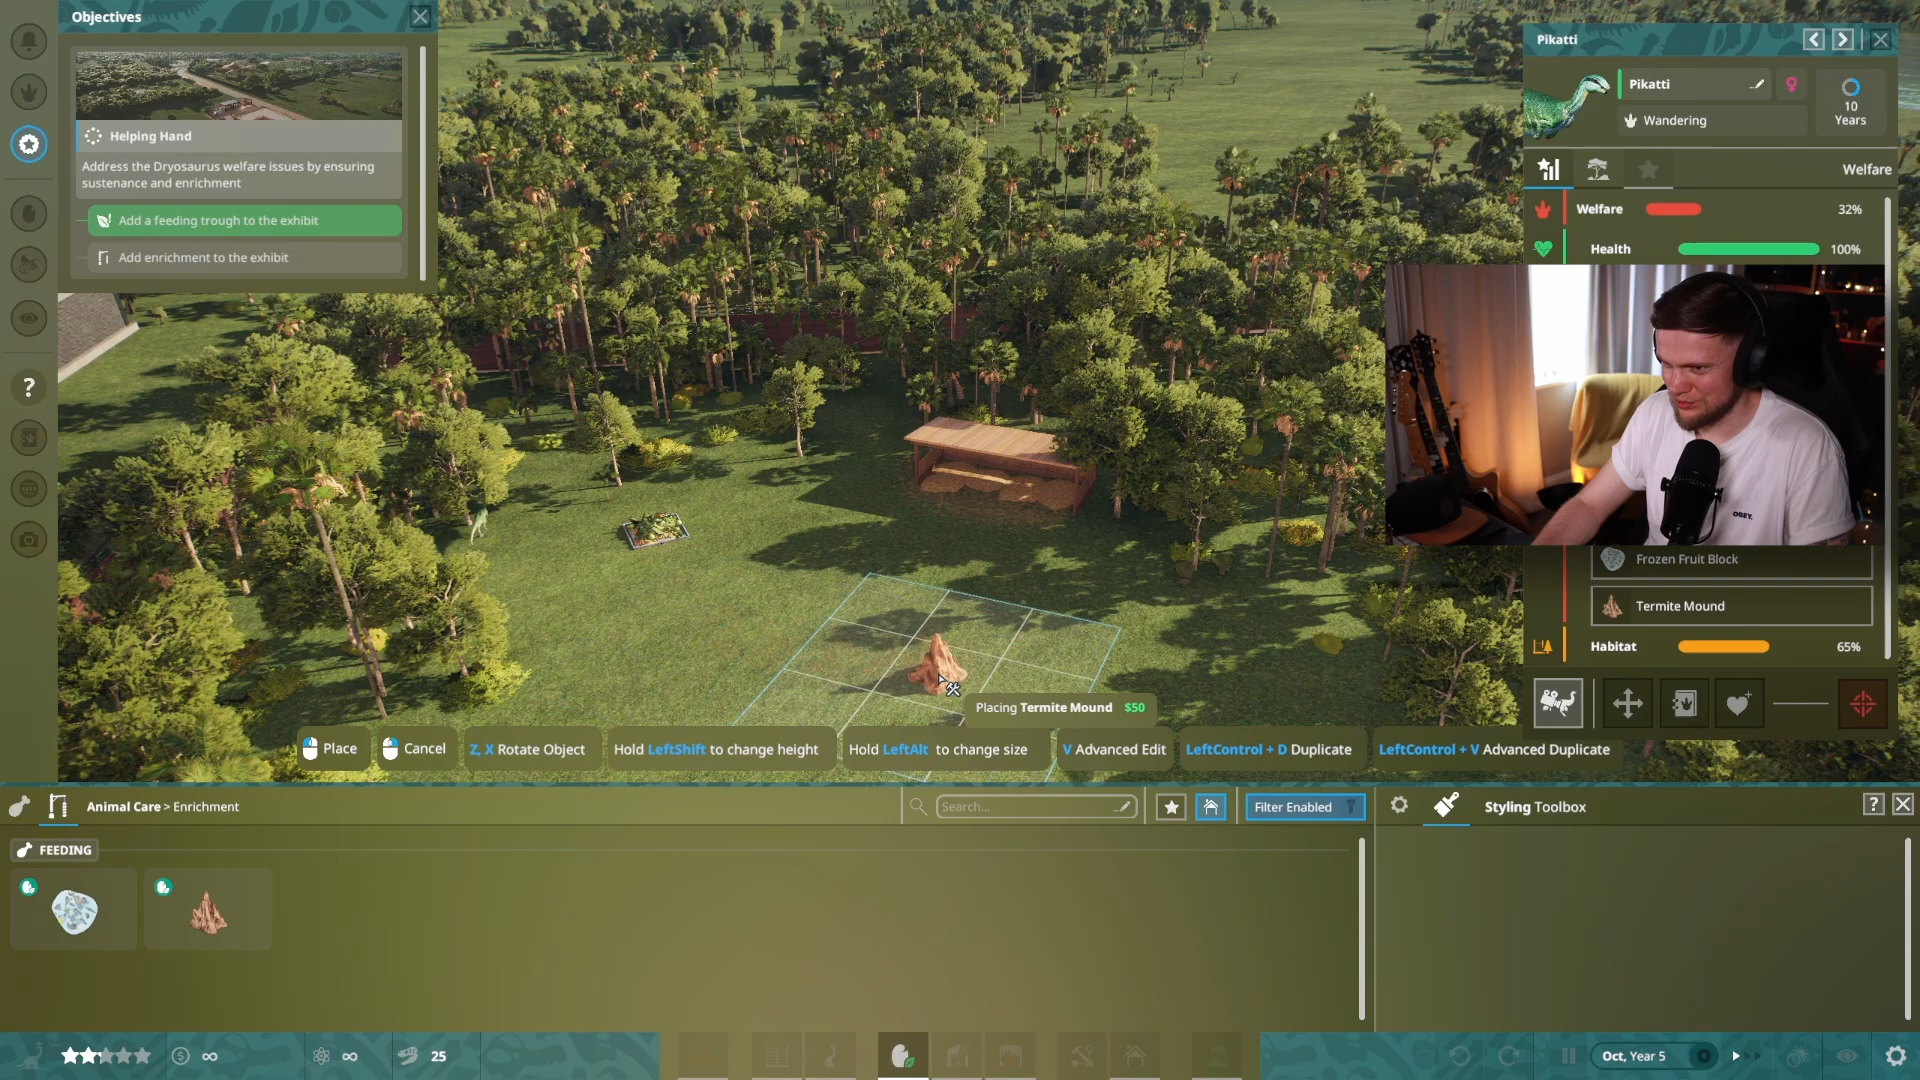 Objectives
Helping Hand
Address the Dryosaurus welfare issues by ensuring
sustenance and enrichment
Add a feeding trough to the exhibit
Add enrichment to the exhibit
Pikatti
Pikatti
Wandering
10
Years
Welfare
Welfare 32%
Health 100%
OBEY.
Frozen Fruit Block
Termite Mound
Habitat 65%
Placing Termite Mound $50
Place
Cancel
Z, X Rotate Object
Hold LeftShift to change height
Hold LeftAlt to change size
V Advanced Edit
LeftControl + D Duplicate
LeftControl + V Advanced Duplicate
Animal Care > Enrichment
Search...
Filter Enabled
Styling Toolbox
?
?
FEEDING
∞
∞
25
Oct, Year 5